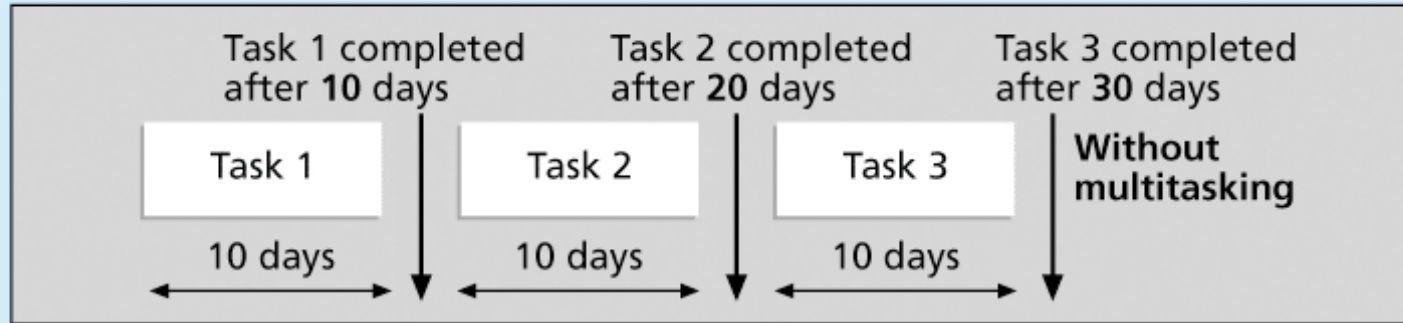 Task 1 completed
after 10 days
Task 2 completed
after 20 days
Task 3 completed
after 30 days
Task 1
Task 2
Task 3
Without
multitasking
10 days
10 days
10 days